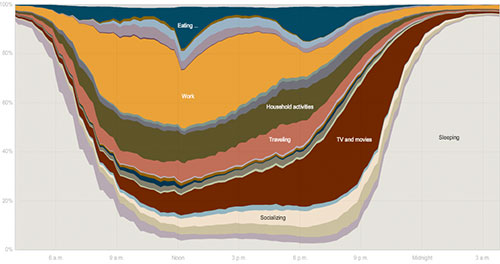 100%
80%
60%
40%
20%
0%
Eating ...
Work
Household activities
Traveling
TV and movies
Sleeping
Socializing
6 a.m. 9 a.m. Noon 3 p.m. 6 p.m. 9 p.m. Midnight 3 a.m.